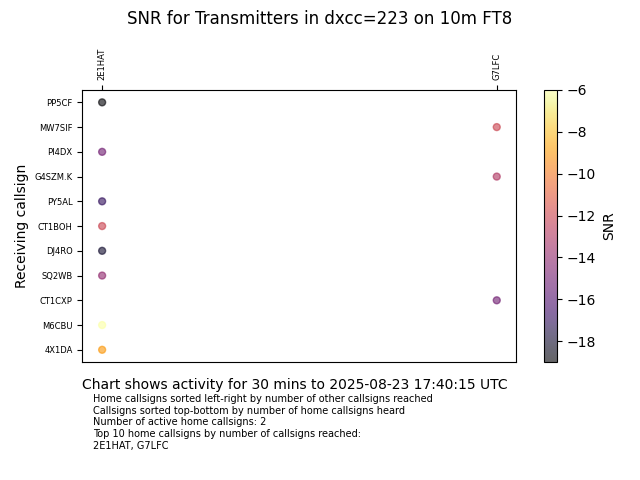 SNR for Transmitters in dxcc=223 on 10m FT8
2E1HAT
G7LFC
PP5CF
MW7SIF
PI4DX
G4SZM.K
PY5AL
CT1BOH
DJ4RO
SQ2WB
CT1CXP
M6CBU
4X1DA
Receiving callsign
−6
−8
−10
−12
−14
−16
−18
SNR
Chart shows activity for 30 mins to 2025-08-23 17:40:15 UTC
Home callsigns sorted left-right by number of other callsigns reached
Callsigns sorted top-bottom by number of home callsigns heard
Number of active home callsigns: 2
Top 10 home callsigns by number of callsigns reached:
2E1HAT, G7LFC